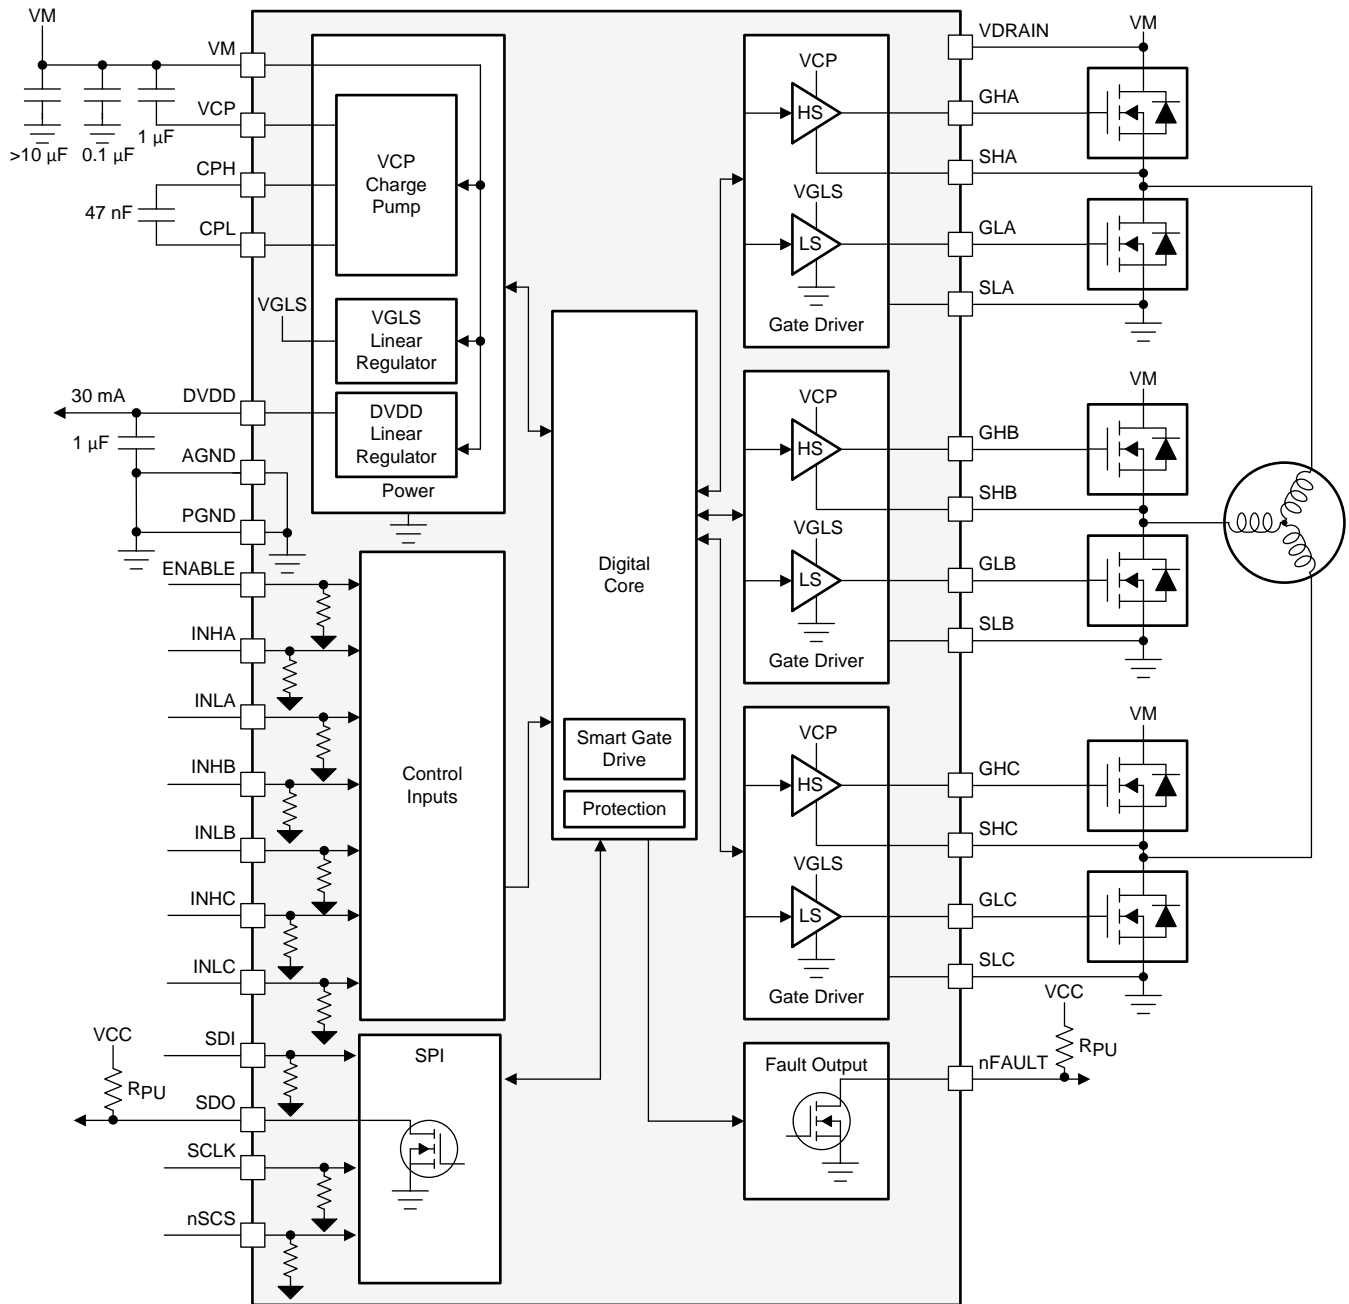 VM
VM
VCP
>10 µF
0.1 µF
1 µF
CPH
47 nF
CPL
VCP
Charge
Pump
VGLS
VGLS
Linear
Regulator
30 mA
DVDD
1 µF
DVDD
Linear
Regulator
AGND
Power
PGND
ENABLE
INHA
INLA
INHB
INLB
INHC
INLC
Control
Inputs
VCC
RPU
SDI
SDO
SCLK
nSCS
SPI
Digital
Core
Smart Gate
Drive
Protection
VCP
HS
VGLS
LS
Gate Driver
VCP
HS
VGLS
LS
Gate Driver
VCP
HS
VGLS
LS
Gate Driver
Fault Output
VDRAIN
VM
GHA
SHA
GLA
SLA
VM
GHB
SHB
GLB
SLB
VM
GHC
SHC
GLC
SLC
VCC
RPU
nFAULT